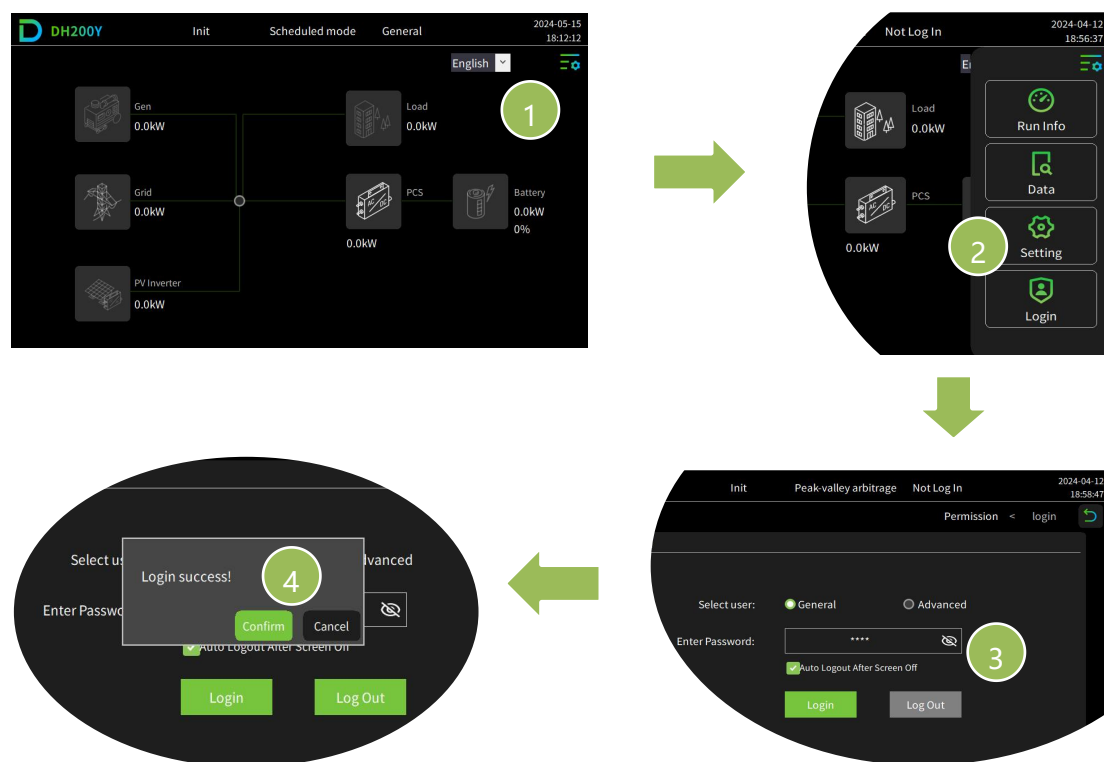 DH200Y Init Scheduled mode General 2024-05-15
18:12:12
English
1
Gen
0.0kW
Load
0.0kW
Grid
0.0kW
PCS
0.0kW
Battery
0.0kW
0%
PV Inverter
0.0kW
Not Log In 2024-04-12
18:56:37
Load
0.0kW
PCS
0.0kW
Run Info
Data
2
Setting
Login
Init Peak-valley arbitrage Not Log In 2024-04-12
18:58:47
Permission < login
Select user: General Advanced
Enter Password: ****
3
Auto Logout After Screen Off
Login Log Out
Select us
Login success!
4
dvanced
Enter Passwo
Confirm Cancel
Auto Logout After Screen Off
Login Log Out